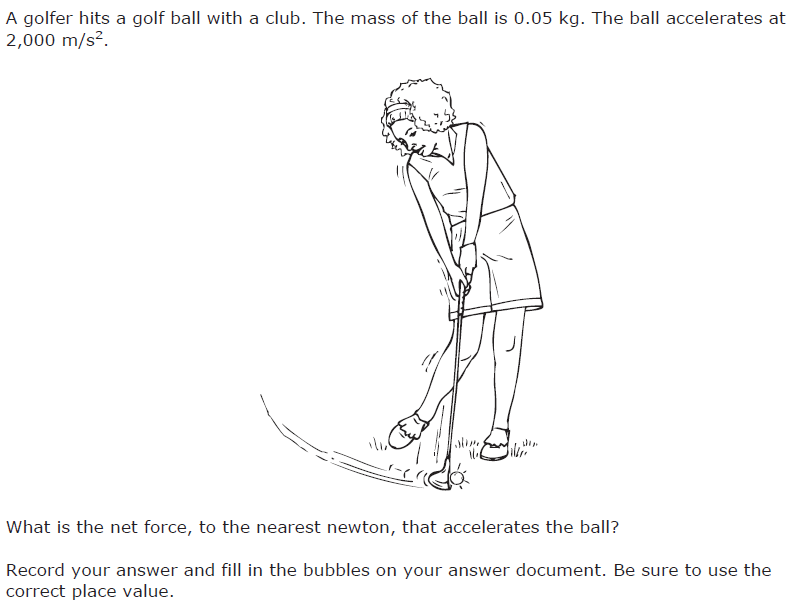 A golfer hits a golf ball with a club. The mass of the ball is 0.05 kg. The ball accelerates at
2,000 m/s².
What is the net force, to the nearest newton, that accelerates the ball?
Record your answer and fill in the bubbles on your answer document. Be sure to use the
correct place value.